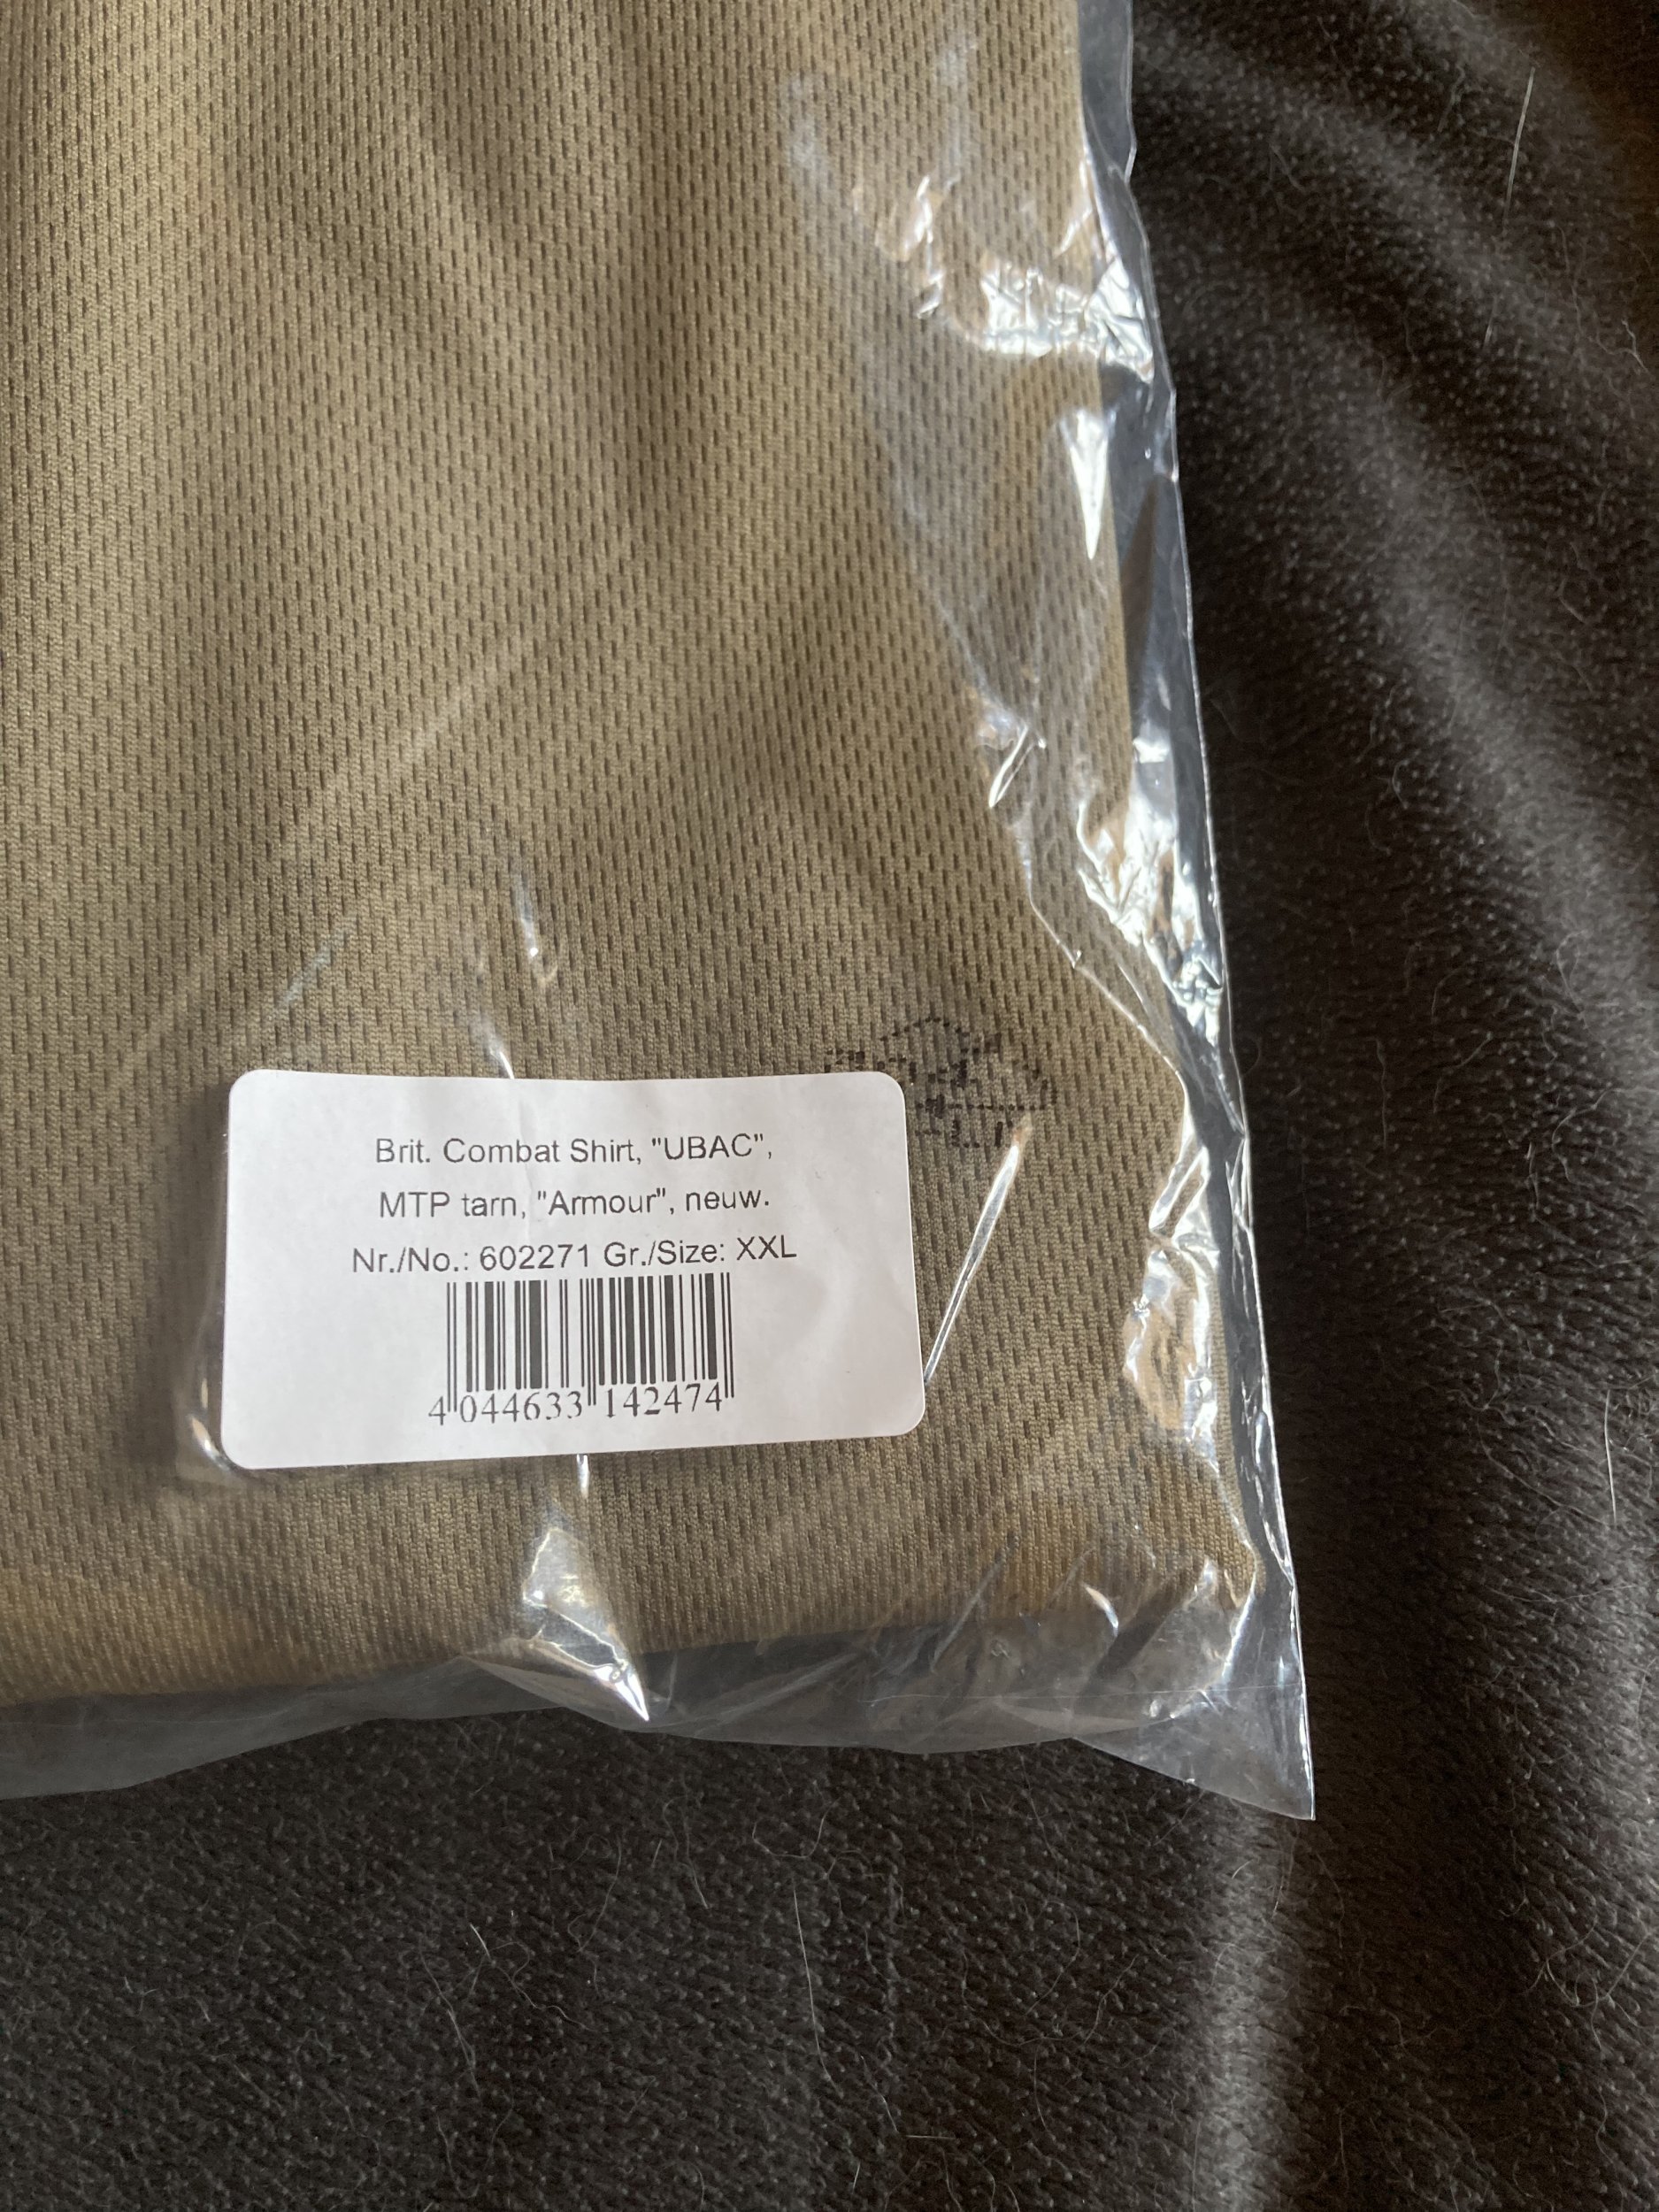 Brit. Combat Shirt, "UBAC",
MTP tarn, "Armour", neuw.
Nr./No.: 602271 Gr./Size: XXL
4 044633 142474